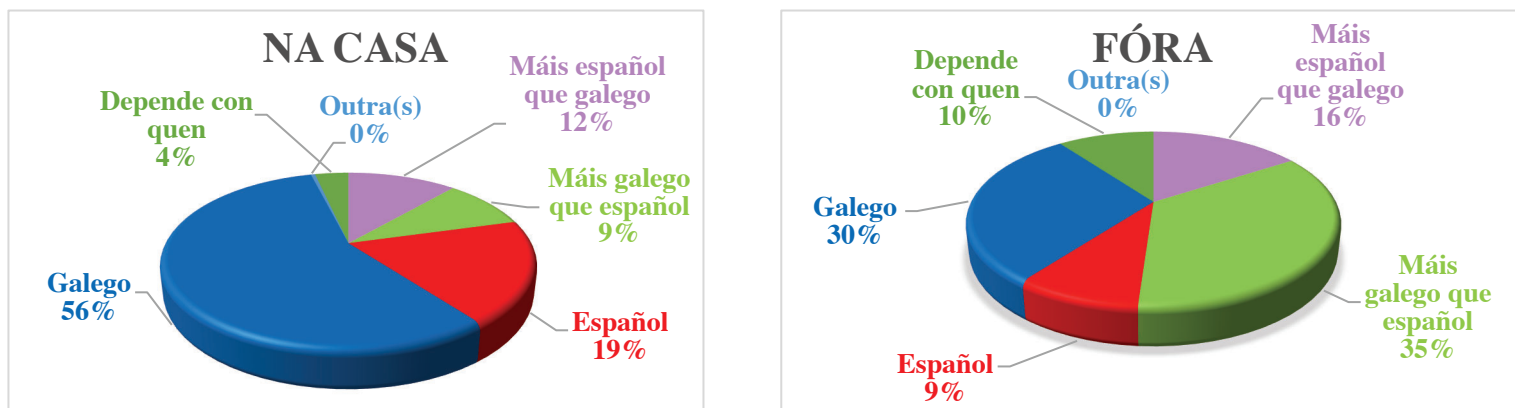 NA CASA
Máis español
que galego
12%
Máis galego
que español
9%
Español
19%
Galego
56%
Depende con
quen
4%
Outra(s)
0%
FÓRA
Máis
español
que galego
16%
Máis
galego que
español
35%
Español
9%
Galego
30%
Depende
con quen
10%
Outra(s)
0%